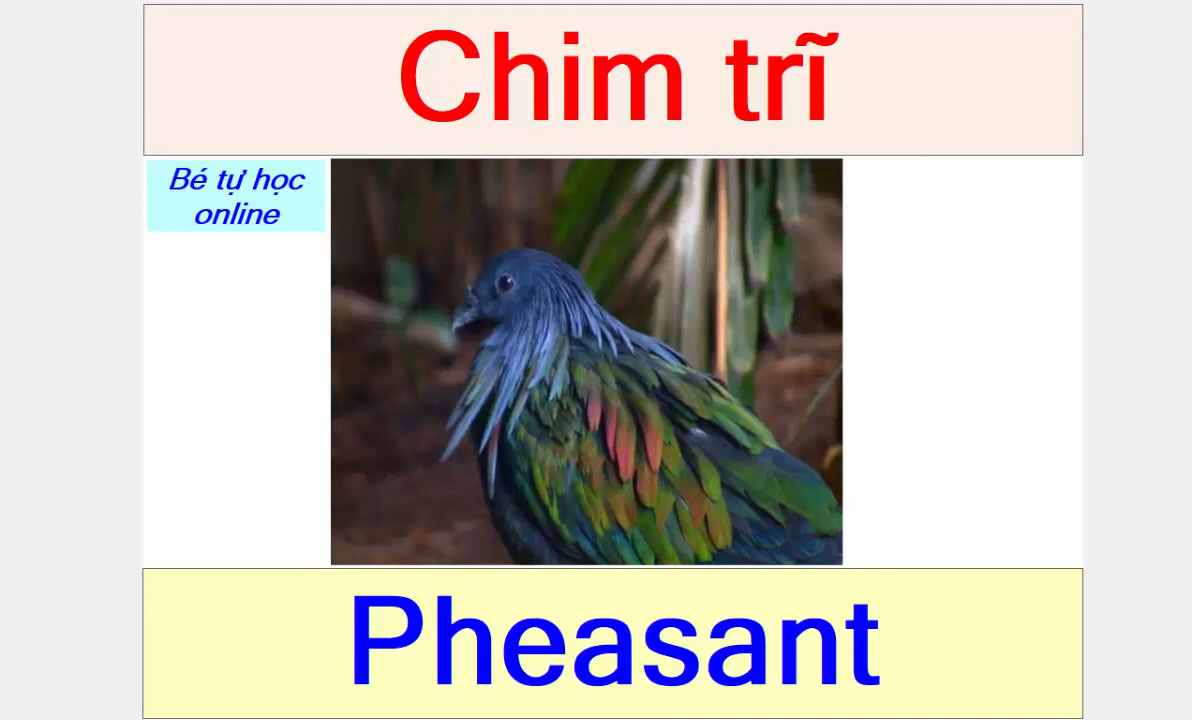 Chim trĩ
Bé tự học
online
Pheasant